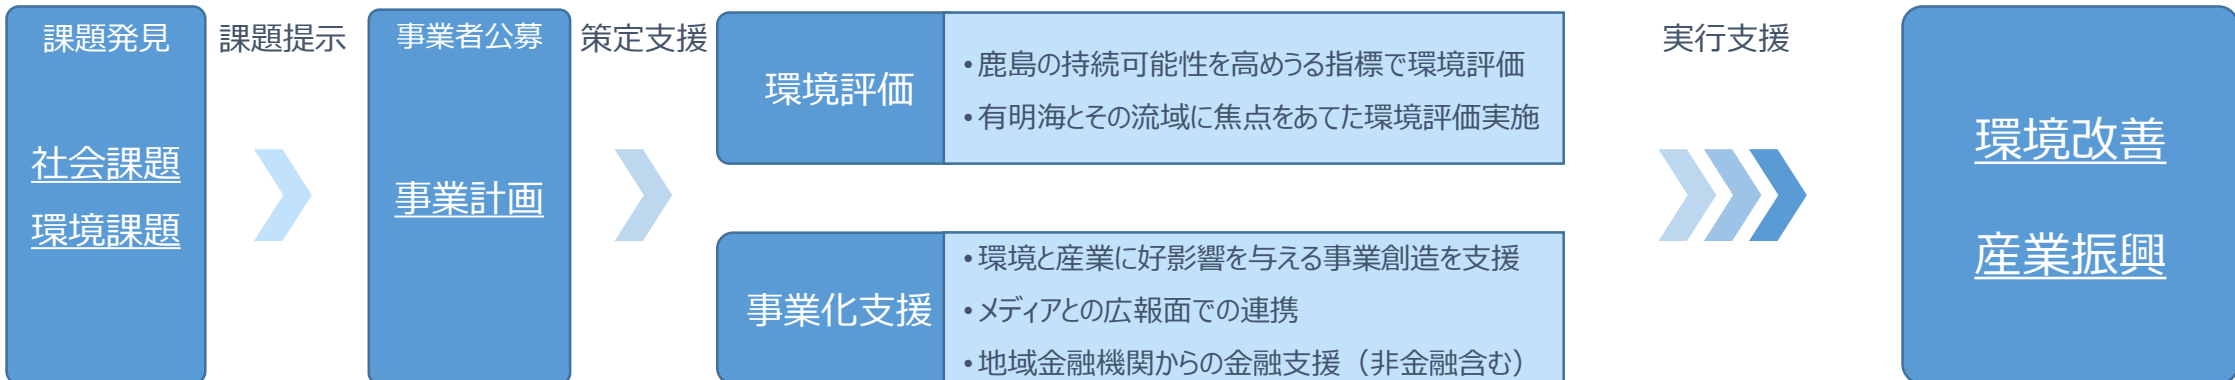 課題発見
社会課題
環境課題
課題提示
事業者公募
事業計画
策定支援
環境評価
•鹿島の持続可能性を高めうる指標で環境評価
•有明海とその流域に焦点をあてた環境評価実施
事業化支援
•環境と産業に好影響を与える事業創造を支援
•メディアとの広報面での連携
•地域金融機関からの金融支援（非金融含む）
実行支援
環境改善
産業振興